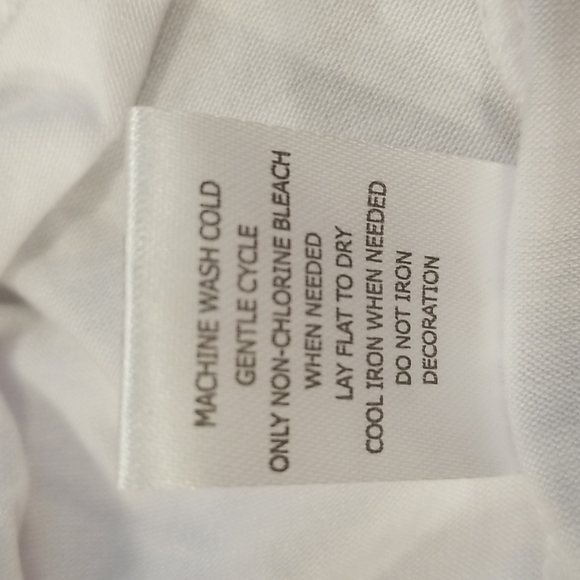 MACHINE WASH COLD
GENTLE CYCLE
ONLY NON-CHLORINE BLEACH
WHEN NEEDED
LAY FLAT TO DRY
COOL IRON WHEN NEEDED
DO NOT IRON
DECORATION